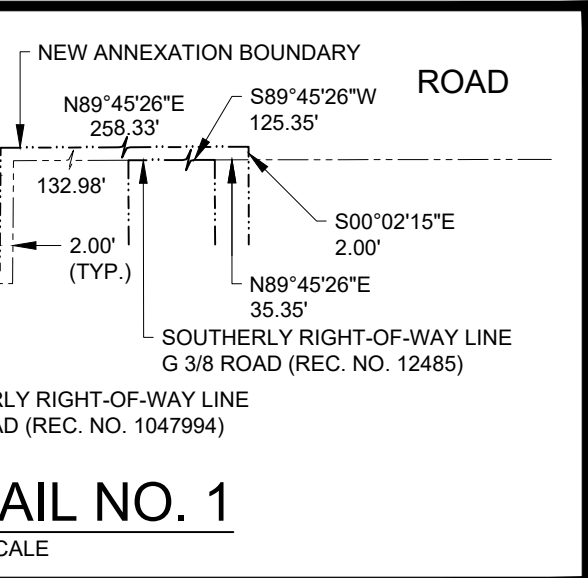 NEW ANNEXATION BOUNDARY
ROAD
N89°45'26"E
258.33'
S89°45'26"W
125.35'
132.98'
S00°02'15"E
2.00'
2.00'
(TYP.)
N89°45'26"E
35.35'
SOUTHERLY RIGHT-OF-WAY LINE
G 3/8 ROAD (REC. NO. 12485)
RLY RIGHT-OF-WAY LINE
AD (REC. NO. 1047994)
AIL NO. 1
CALE